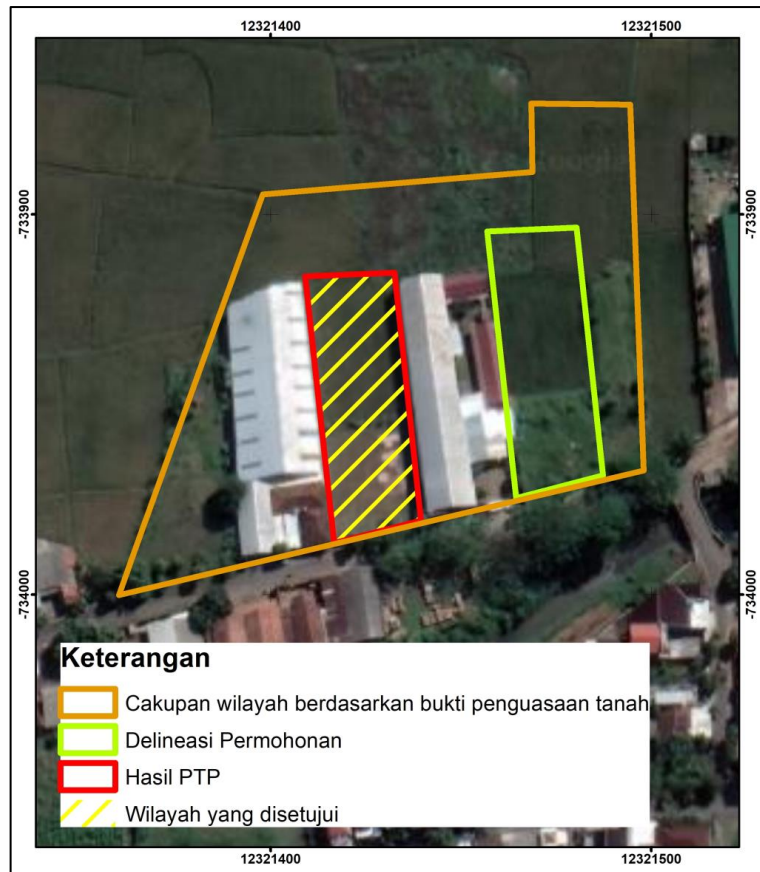 12321400
12321500
-733900
-733900
-734000
-734000
Keterangan
Cakupan wilayah berdasarkan bukti penguasaan tanah
Delineasi Permohonan
Hasil PTP
Wilayah yang disetujui
12321400
12321500